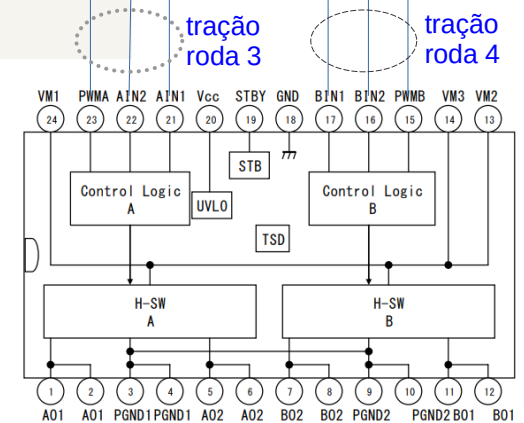 tração
roda 3
tração
roda 4
VM1 PWMA AIN2 AIN1 Vcc STBY GND BIN1 BIN2 PWMB VM3 VM2
24 23 22 21 20 19 18 17 16 15 14 13
STB
Control Logic
A
UVLO
Control Logic
B
TSD
H-SW
A
H-SW
B
1 2 3 4 5 6 7 8 9 10 11 12
AO1 AO1 PGND1 PGND1 AO2 AO2 BO2 BO2 PGND2 PGND2 BO1 BO1